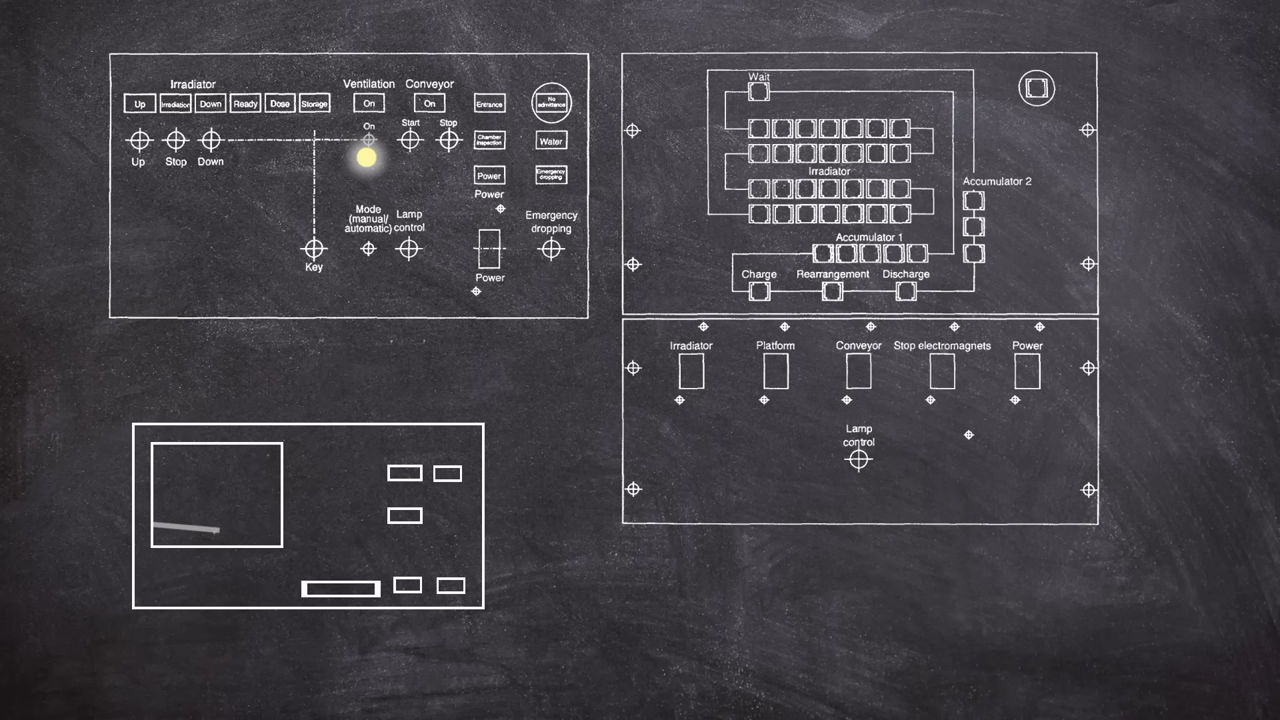 Irradiator
Ventilation
Conveyor
Up
Irradiation
Down
Ready
Dose
Storage
On
On
Entrance
No
admittance
On
Start
Stop
Chamber
inspection
Water
Up
Stop
Down
Power
Emergency
dropping
Power
Mode
(manual/
automatic)
Lamp
control
Emergency
dropping
Key
Power
Wait
Irradiator
Accumulator 2
Accumulator 1
Charge
Rearrangement
Discharge
Irradiator
Platform
Conveyor
Stop electromagnets
Power
Lamp
control